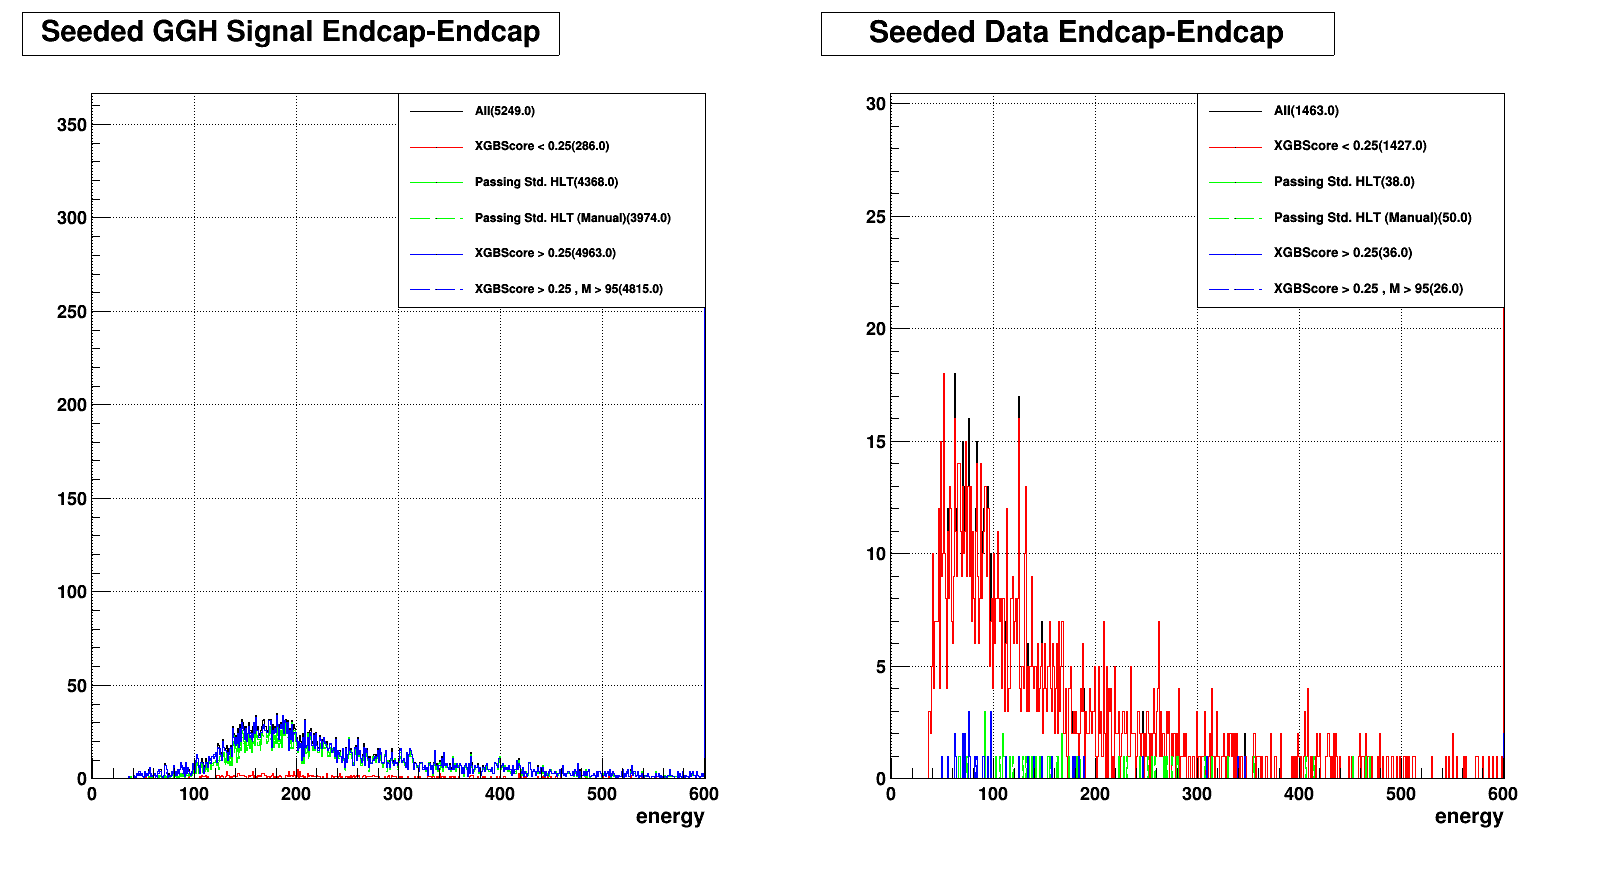 Seeded GGH Signal Endcap-Endcap
All(5249.0)
XGBScore < 0.25(286.0)
Passing Std. HLT(4368.0)
Passing Std. HLT (Manual)(3974.0)
XGBScore > 0.25(4963.0)
XGBScore > 0.25 , M > 95(4815.0)
350
300
250
200
150
100
50
0
0 100 200 300 400 500 600
energy
Seeded Data Endcap-Endcap
All(1463.0)
XGBScore < 0.25(1427.0)
Passing Std. HLT(38.0)
Passing Std. HLT (Manual)(50.0)
XGBScore > 0.25(36.0)
XGBScore > 0.25 , M > 95(26.0)
30
25
20
15
10
5
0
0 100 200 300 400 500 600
energy